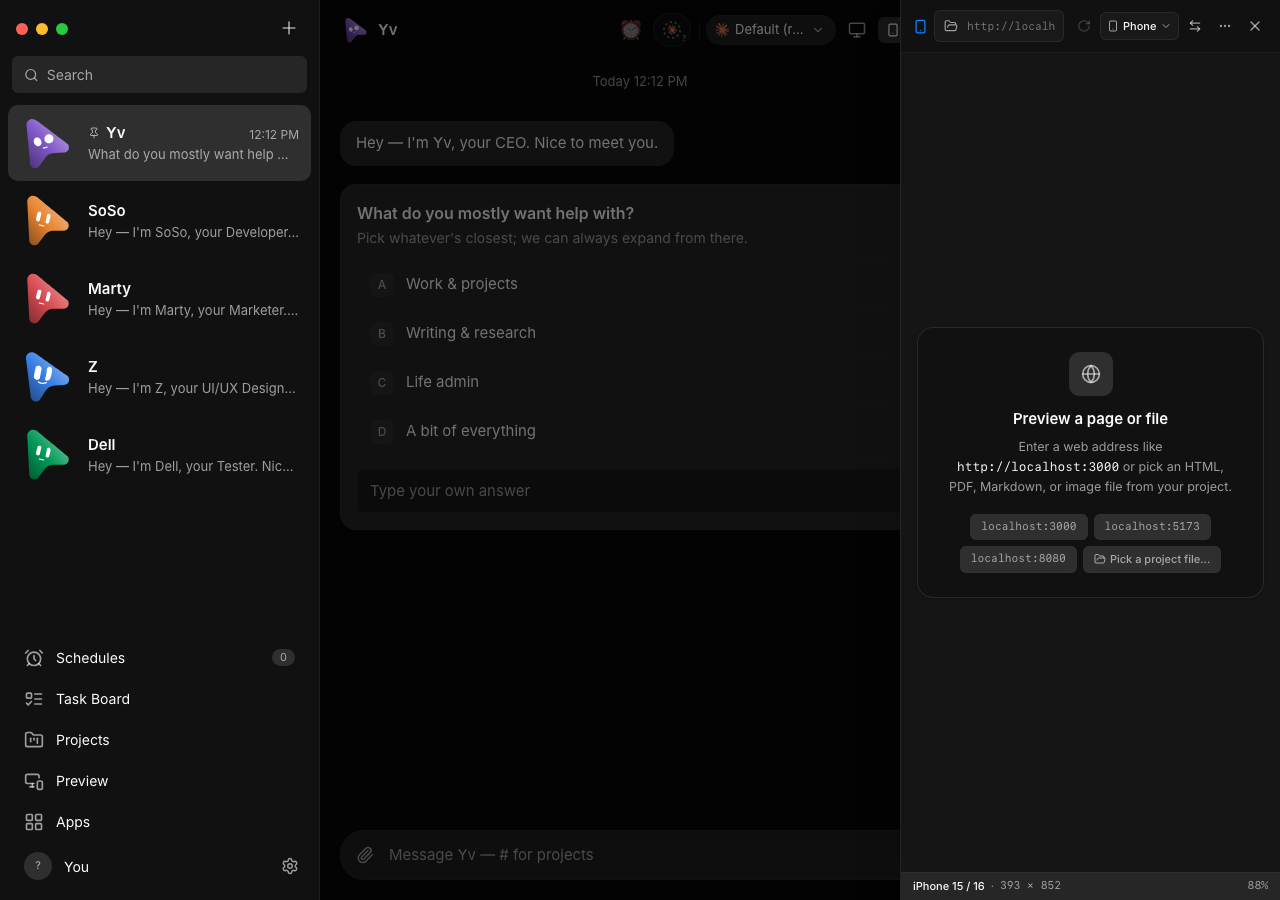 Search
Yv
12:12 PM
What do you mostly want help ...
SoSo
Hey — I'm SoSo, your Developer...
Marty
Hey — I'm Marty, your Marketer....
Z
Hey — I'm Z, your UI/UX Design...
Dell
Hey — I'm Dell, your Tester. Nic...
Schedules
0
Task Board
Projects
Preview
Apps
?
You
Yv
Default (r...
Today 12:12 PM
Hey — I'm Yv, your CEO. Nice to meet you.
What do you mostly want help with?
Pick whatever's closest; we can always expand from there.
A Work & projects
B Writing & research
C Life admin
D A bit of everything
Type your own answer
Message Yv — # for projects
http://localh
Phone
Preview a page or file
Enter a web address like
http://localhost:3000 or pick an HTML,
PDF, Markdown, or image file from your project.
localhost:3000
localhost:5173
localhost:8080
Pick a project file...
iPhone 15 / 16 · 393 × 852
88%